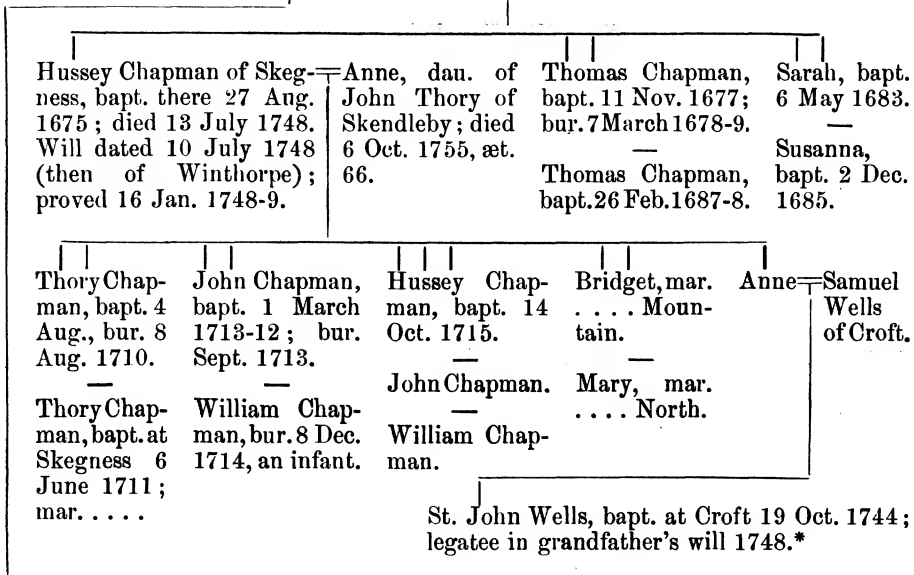 Hussey Chapman of Skeg-
ness, bapt. there 27 Aug.
1675 ; died 13 July 1748.
Will dated 10 July 1748
(then of Winthorpe) ;
proved 16 Jan. 1748-9.
Anne, dau. of
John Thory of
Skendleby ; died
6 Oct. 1755, æt.
66.
Thomas Chapman,
bapt. 11 Nov. 1677;
bur. 7 March 1678-9.
—
Thomas Chapman,
bapt. 26 Feb. 1687-8.
Sarah, bapt.
6 May 1683.
—
Susanna,
bapt. 2 Dec.
1685.
Thory Chap-
man, bapt. 4
Aug., bur. 8
Aug. 1710.
—
Thory Chap-
man, bapt. at
Skegness 6
June 1711 ;
mar. . . . .
John Chapman,
bapt. 1 March
1713-12 ; bur.
Sept. 1713.
—
William Chap-
man, bur. 8 Dec.
1714, an infant.
Hussey Chap-
man, bapt. 14
Oct. 1715.
—
John Chapman.
—
William Chap-
man.
Bridget, mar.
. . . . Moun-
tain.
—
Mary, mar.
. . . . North.
Anne
Samuel
Wells
of Croft.
St. John Wells, bapt. at Croft 19 Oct. 1744 ;
legatee in grandfather's will 1748.*